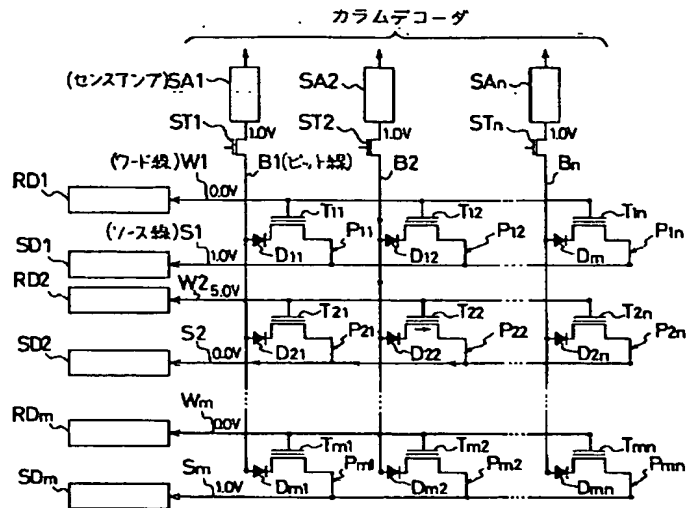 カラムデコーダ
(センスアンプ)SA1 SA2 SAn
1.0V 1.0V 1.0V
ST1 ST2 STn
(ワード線)W1 B1(ビット線) B2 Bn
RD1 0.0V
T11 T12 T1n
(ソース線)S1 P11 P12 P1n
SD1 1.0V
D11 D12 Dm
RD2 W2 5.0V
T21 T22 T2n
S2 P21 P22 P2n
SD2 0.0V
D21 D22 D2n
Wm
RDm 0.0V
Tm1 Tm2 Tmn
Sm Pm1 Pm2 Pmn
SDm 1.0V
Dm1 Dm2 Dmn